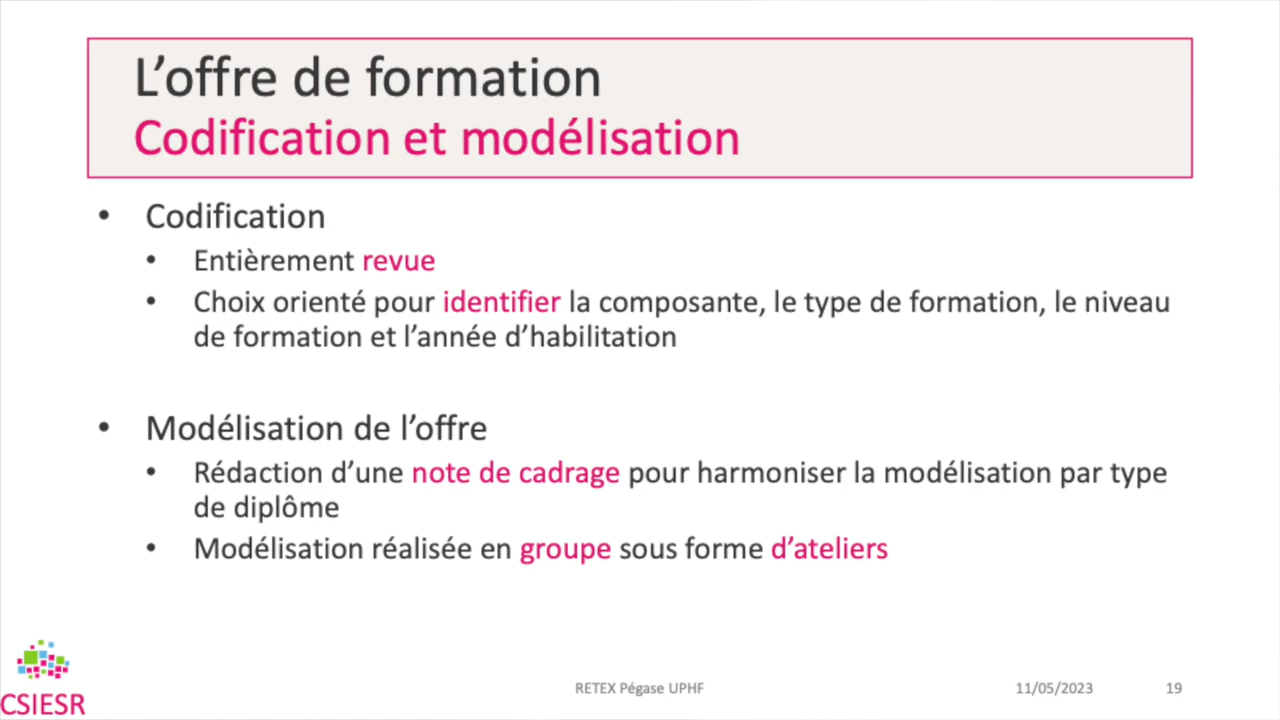 L’offre de formation
Codification et modélisation
• Codification
• Entièrement revue
• Choix orienté pour identifier la composante, le type de formation, le niveau
de formation et l’année d’habilitation
• Modélisation de l’offre
• Rédaction d’une note de cadrage pour harmoniser la modélisation par type
de diplôme
• Modélisation réalisée en groupe sous forme d’ateliers
CSIESR
RETEX Pégase UPHF
11/05/2023
19